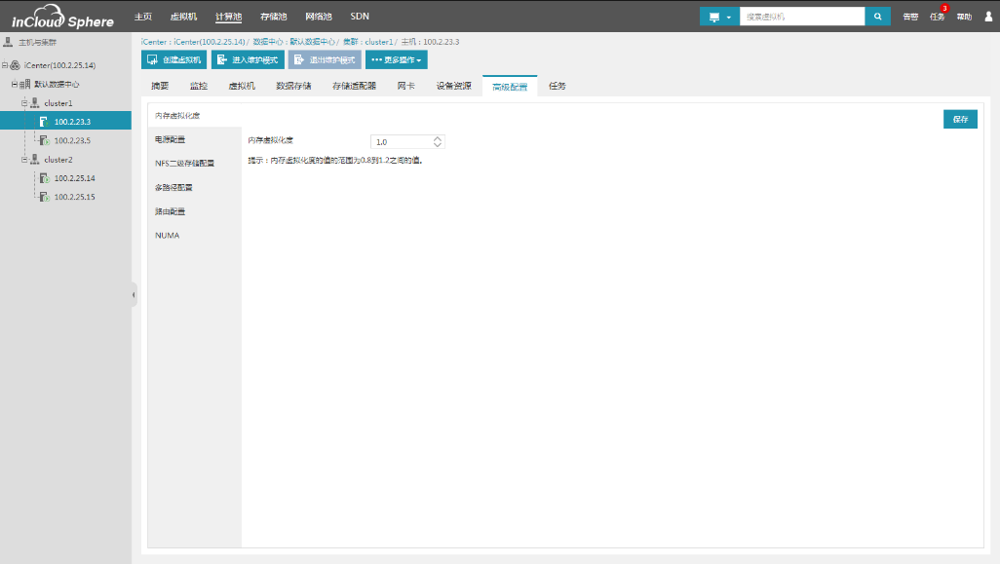 inCloud Sphere
主页 虚拟机 计算池 存储池 网络池 SDN
搜索虚拟机
告警 任务 3 帮助
主机与集群
iCenter(100.2.25.14)
默认数据中心
cluster1
100.2.23.3
100.2.23.5
cluster2
100.2.25.14
100.2.25.15
iCenter : iCenter(100.2.25.14) / 数据中心 : 默认数据中心 / 集群 : cluster1 / 主机 : 100.2.23.3
创建虚拟机 进入维护模式 退出维护模式 更多操作
摘要 监控 虚拟机 数据存储 存储适配器 网卡 设备资源 高级配置 任务
内存虚拟化度
电源配置
NFS二级存储配置
多路径配置
路由配置
NUMA
保存
内存虚拟化度 1.0
提示：内存虚拟化度的值的范围为0.8到1.2之间的值。